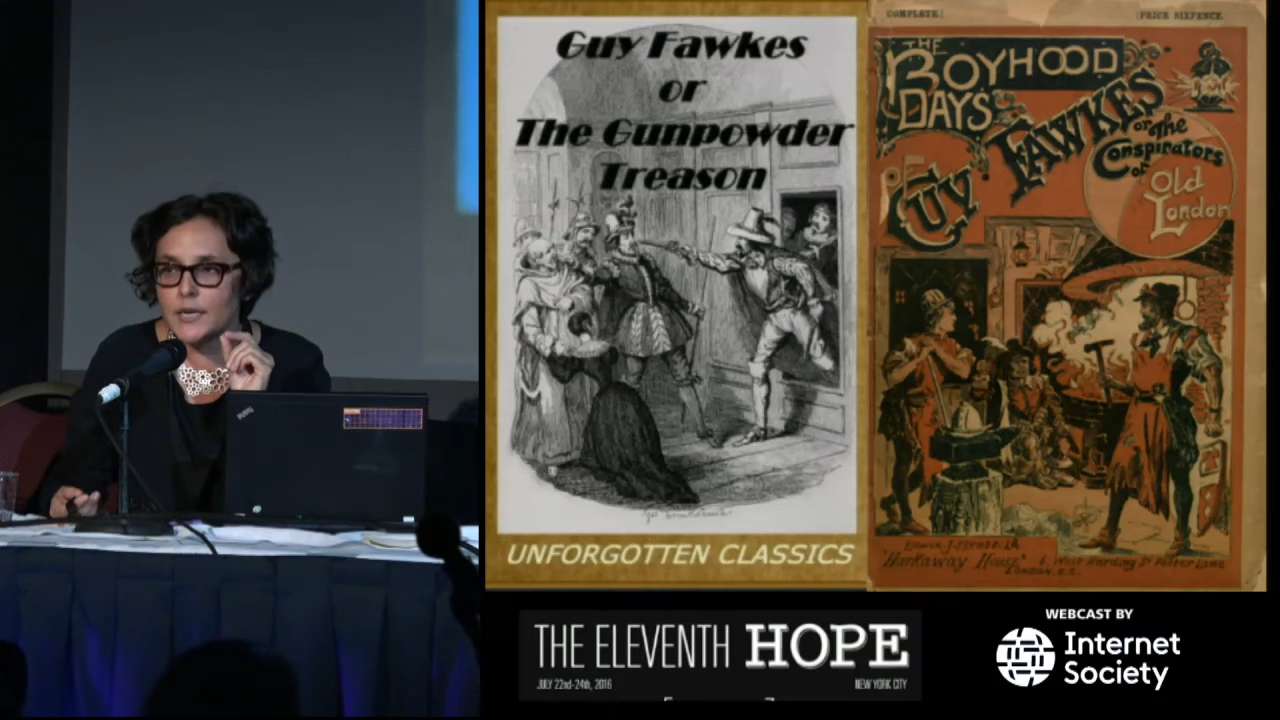 Guy Fawkes
or
The Gunpowder
Treason
UNFORGOTTEN CLASSICS
COMPLETE.]
[PRICE SIXPENCE.
THE
BOYHOOD
DAYS
OF
GUY FAWKES
or The
Conspirators
of
Old
London
"Harkaway House"
LONDON. E.C.
THE ELEVENTH HOPE
JULY 22nd-24th, 2016
NEW YORK CITY
WEBCAST BY
Internet
Society